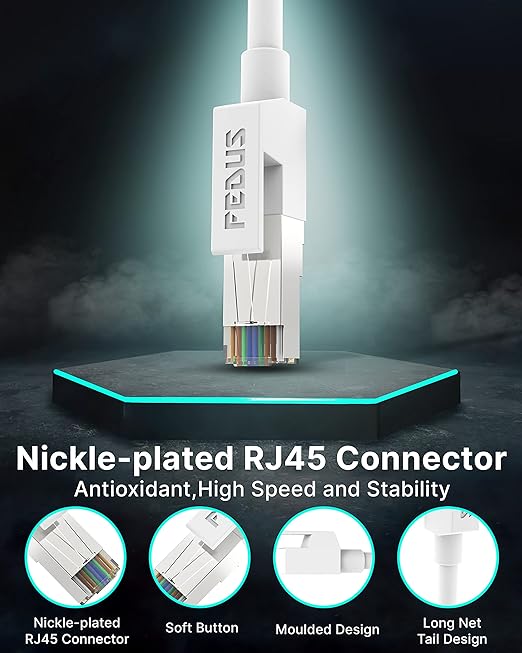 PEDUS
Nickle-plated RJ45 Connector
Antioxidant,High Speed and Stability
Nickle-plated
RJ45 Connector
Soft Button
Moulded Design
Long Net
Tail Design